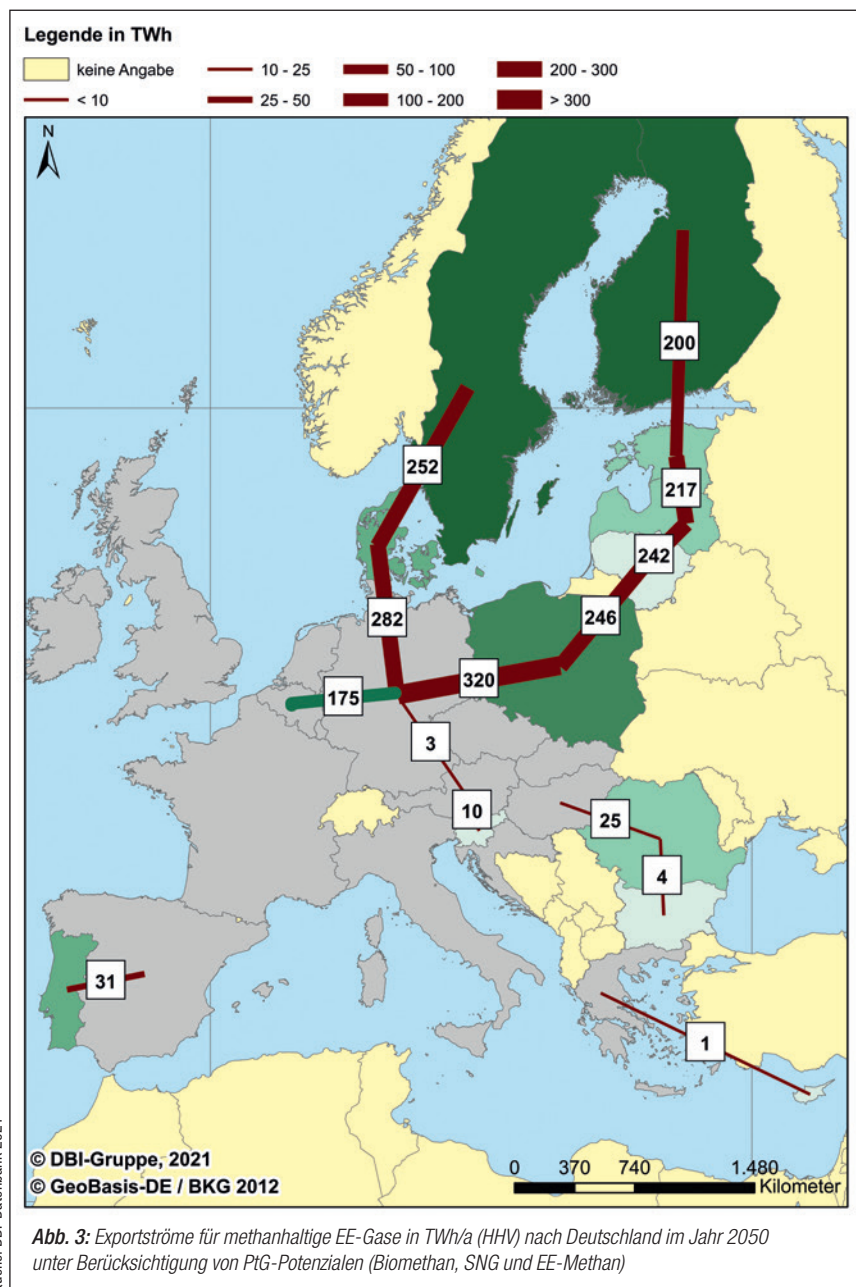 Legende in TWh
keine Angabe 10 - 25 50 - 100 200 - 300
< 10 25 - 50 100 - 200 > 300
N
200
252
217
242
282
246
320
175
3
10
25
4
31
1
© DBI-Gruppe, 2021
© GeoBasis-DE / BKG 2012
0 370 740 1.480
Kilometer
Abb. 3: Exportströme für methanhaltige EE-Gase in TWh/a (HHV) nach Deutschland im Jahr 2050
unter Berücksichtigung von PtG-Potenzialen (Biomethan, SNG und EE-Methan)